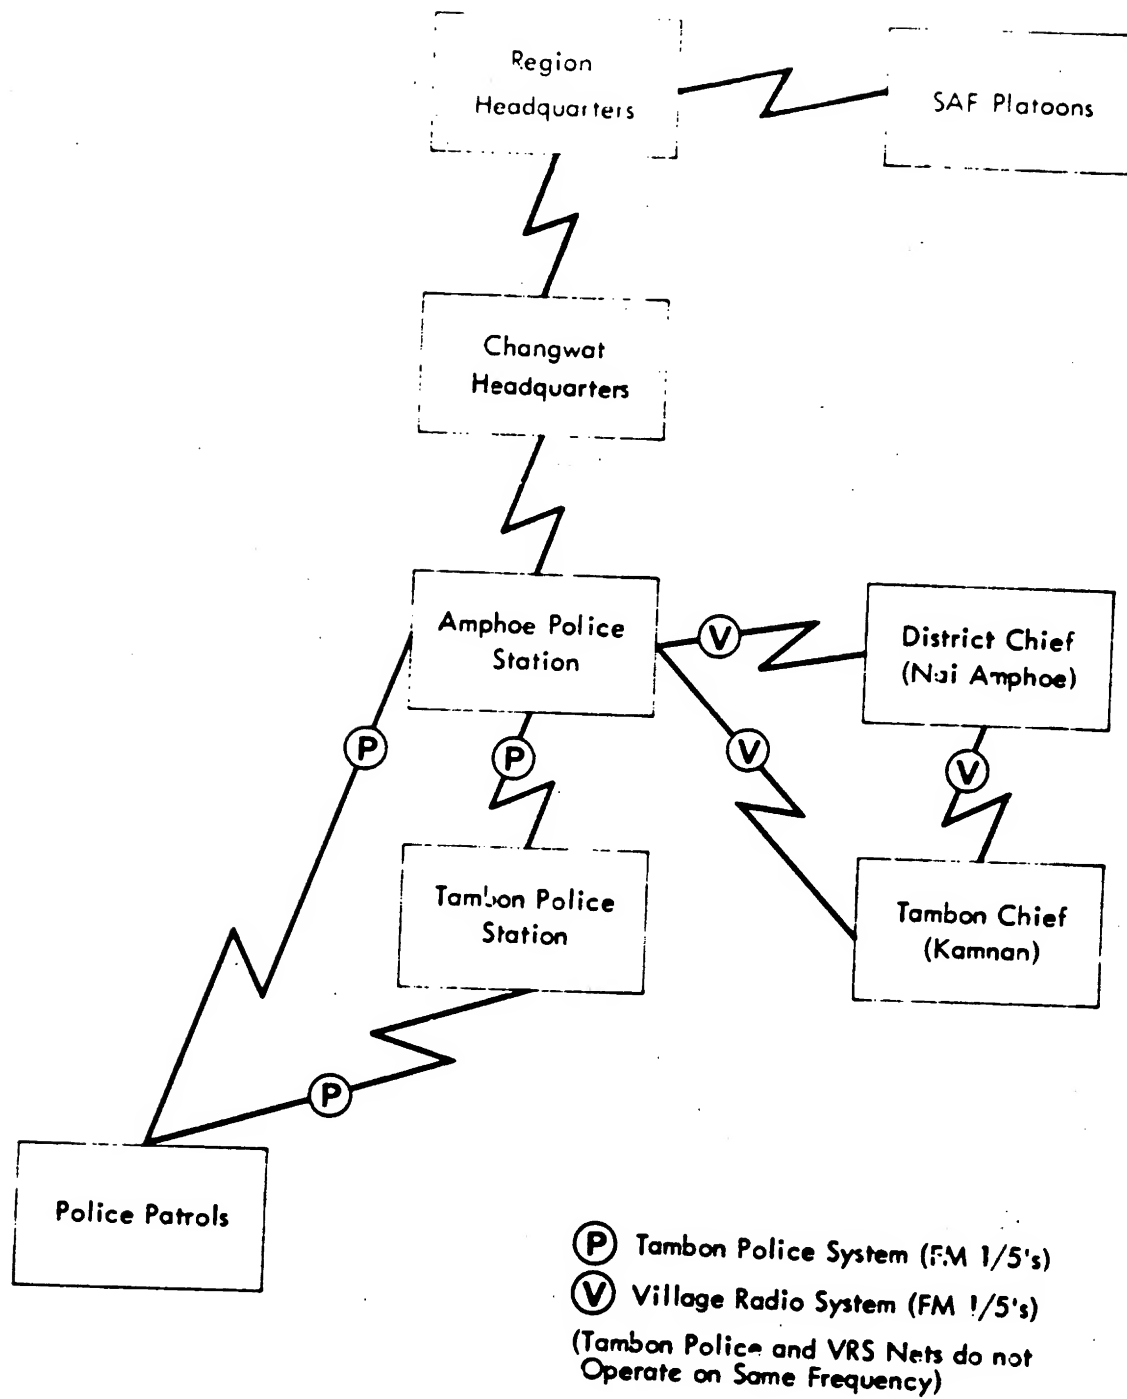 Region
Headquarters
SAF Platoons
Changwat
Headquarters
Amphoe Police
Station
District Chief
(Nai Amphoe)
V
V
P
P
V
Tambon Police
Station
Tambon Chief
(Kamnan)
P
Police Patrols
P Tambon Police System (FM 1/5's)
V Village Radio System (FM 1/5's)
(Tambon Police and VRS Nets do not
Operate on Same Frequency)